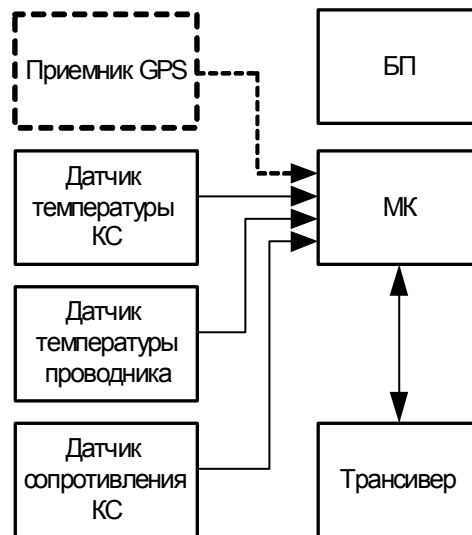 Приемник GPS
БП
Датчик
температуры
КС
МК
Датчик
температуры
проводника
Датчик
сопротивления
КС
Трансивер